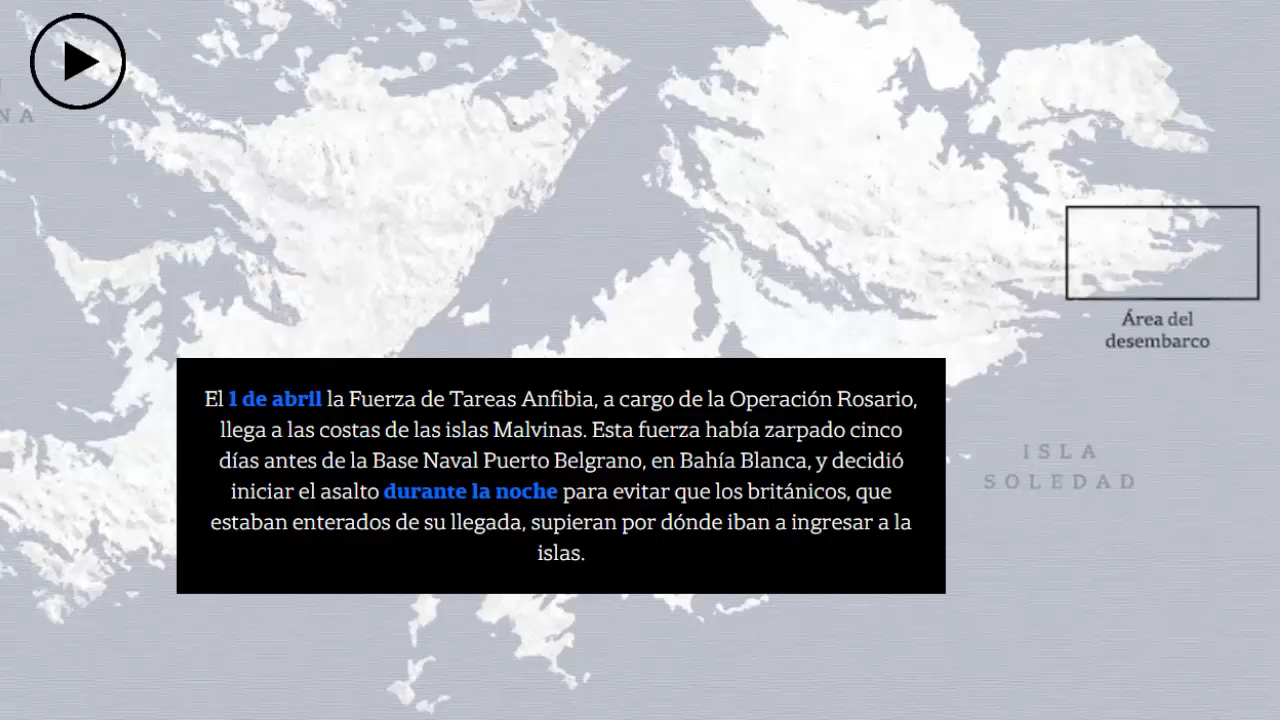 NA
Área del
desembarco
El 1 de abril la Fuerza de Tareas Anfibia, a cargo de la Operación Rosario,
llega a las costas de las islas Malvinas. Esta fuerza había zarpado cinco
días antes de la Base Naval Puerto Belgrano, en Bahía Blanca, y decidió
iniciar el asalto durante la noche para evitar que los británicos, que
estaban enterados de su llegada, supieran por dónde iban a ingresar a la
islas.
ISLA
SOLEDAD